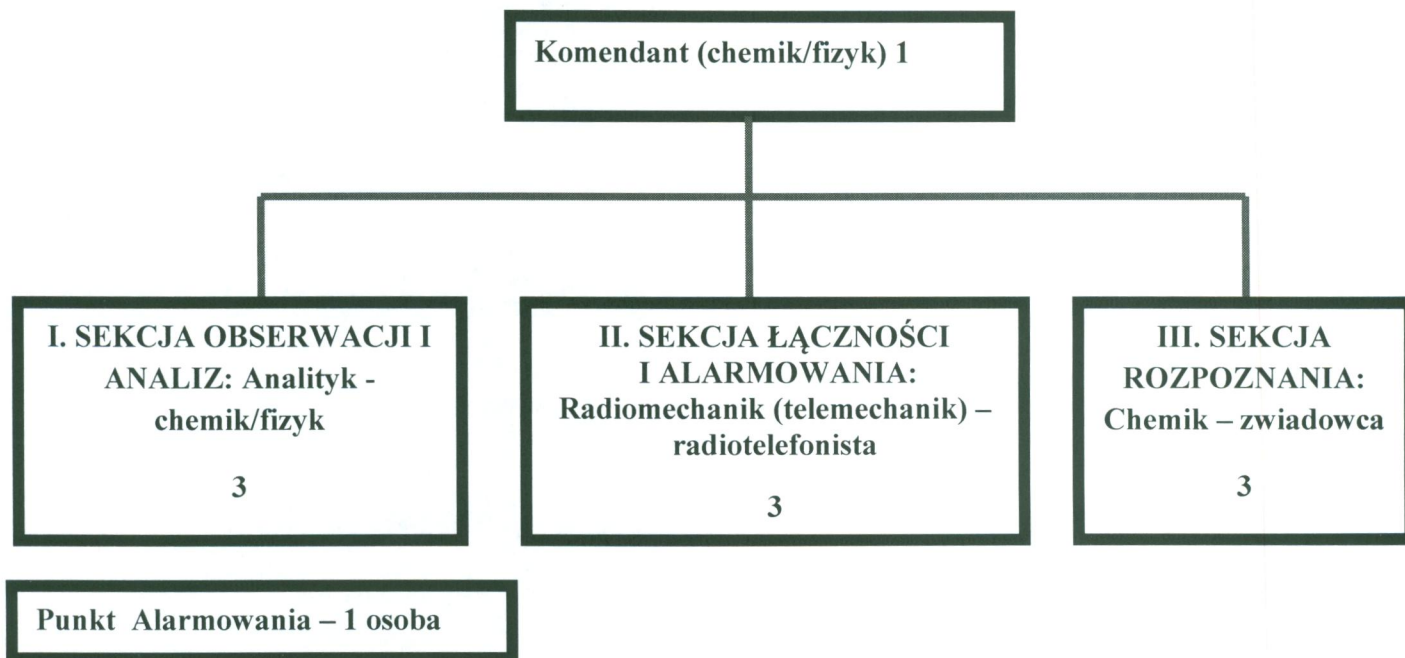 Komendant (chemik/fizyk) 1
I. SEKCJA OBSERWACJI I
ANALIZ: Analityk -
chemik/fizyk
3
II. SEKCJA ŁĄCZNOŚCI
I ALARMOWANIA:
Radiomechanik (telemechanik) –
radiotelefonista
3
III. SEKCJA
ROZPOZNANIA:
Chemik – zwiadowca
3
Punkt Alarmowania – 1 osoba